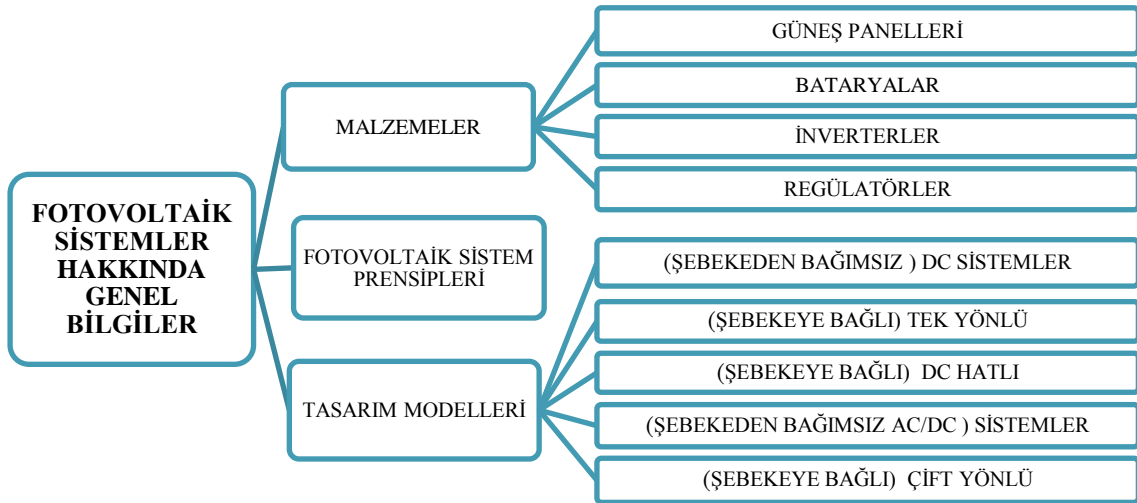 FOTOVOLTAİK
SİSTEMLER
HAKKINDA
GENEL
BİLGİLER
MALZEMELER
GÜNEŞ PANELLERİ
BATARYALAR
İNVERTERLER
REGÜLATÖRLER
FOTOVOLTAİK SİSTEM
PRENSİPLERİ
TASARIM MODELLERİ
(ŞEBEKEDEN BAĞIMSIZ ) DC SİSTEMLER
(ŞEBEKEYE BAĞLI) TEK YÖNLÜ
(ŞEBEKEYE BAĞLI) DC HATLI
(ŞEBEKEDEN BAĞIMSIZ AC/DC ) SİSTEMLER
(ŞEBEKEYE BAĞLI) ÇİFT YÖNLÜ